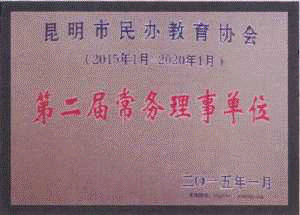 昆明市民办教育协会
(2015年1月-2020年1月)
第二届常务理事单位
二〇一五年一月